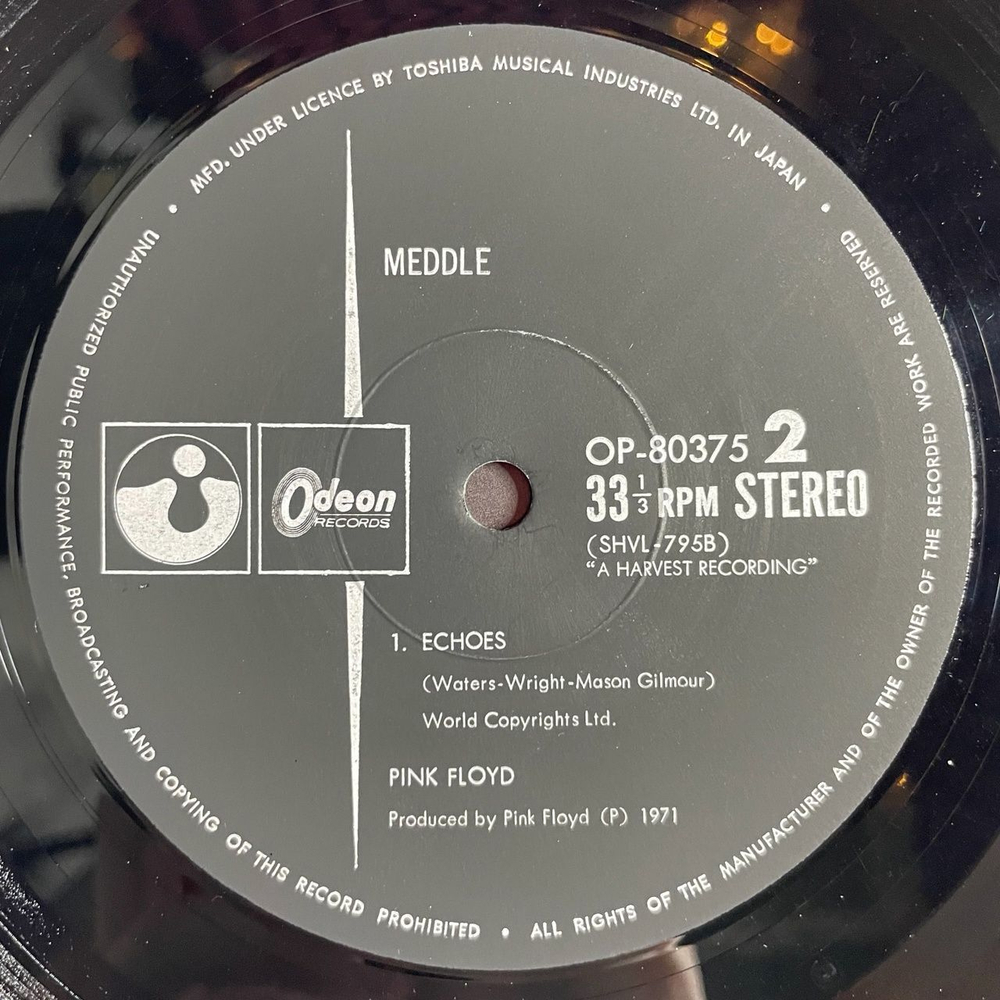 MFD. UNDER LICENCE BY TOSHIBA MUSICAL INDUSTRIES LTD. IN JAPAN
MEDDLE
Odeon
RECORDS
OP-80375 2
33 1/3 RPM STEREO
(SHVL-795B)
“A HARVEST RECORDING”
1. ECHOES
(Waters-Wright-Mason Gilmour)
World Copyrights Ltd.
PINK FLOYD
Produced by Pink Floyd (P) 1971
UNAUTHORIZED PUBLIC PERFORMANCE, BROADCASTING AND COPYING OF THIS RECORD PROHIBITED • ALL RIGHTS OF THE MANUFACTURER AND OF THE OWNER OF THE RECORDED WORK ARE RESERVED